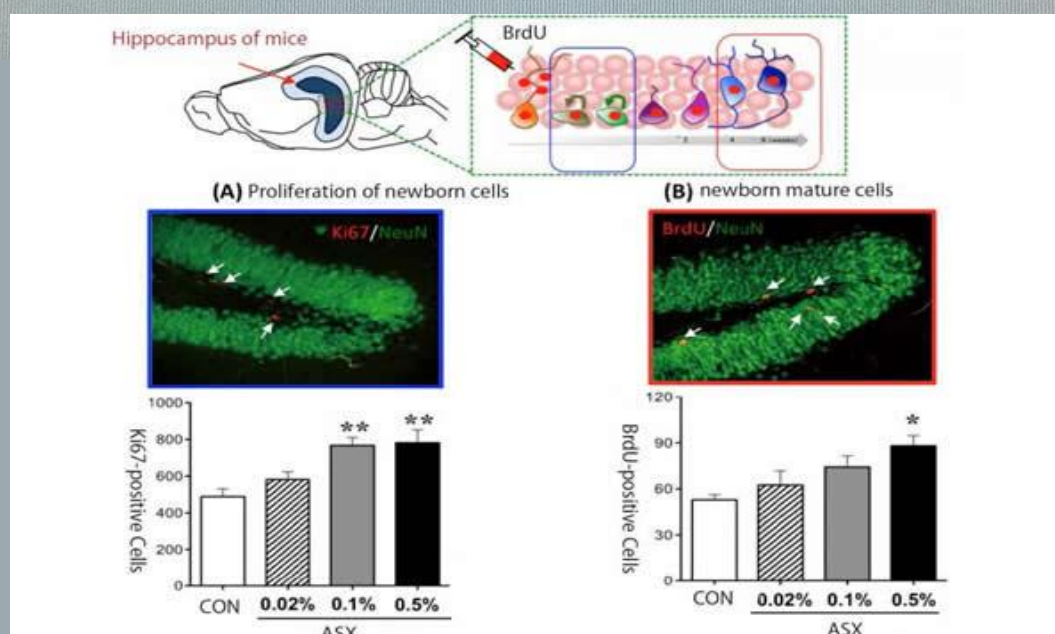 Hippocampus of mice
BrdU
4
(A) Proliferation of newborn cells
(B) newborn mature cells
Ki67/NeuN
BrdU/NeuN
Ki67-positive Cells
1000
800
600
400
200
0
** **
CON 0.02% 0.1% 0.5%
ASX
BrdU-positive Cells
120
90
60
30
0
*
CON 0.02% 0.1% 0.5%
ASX